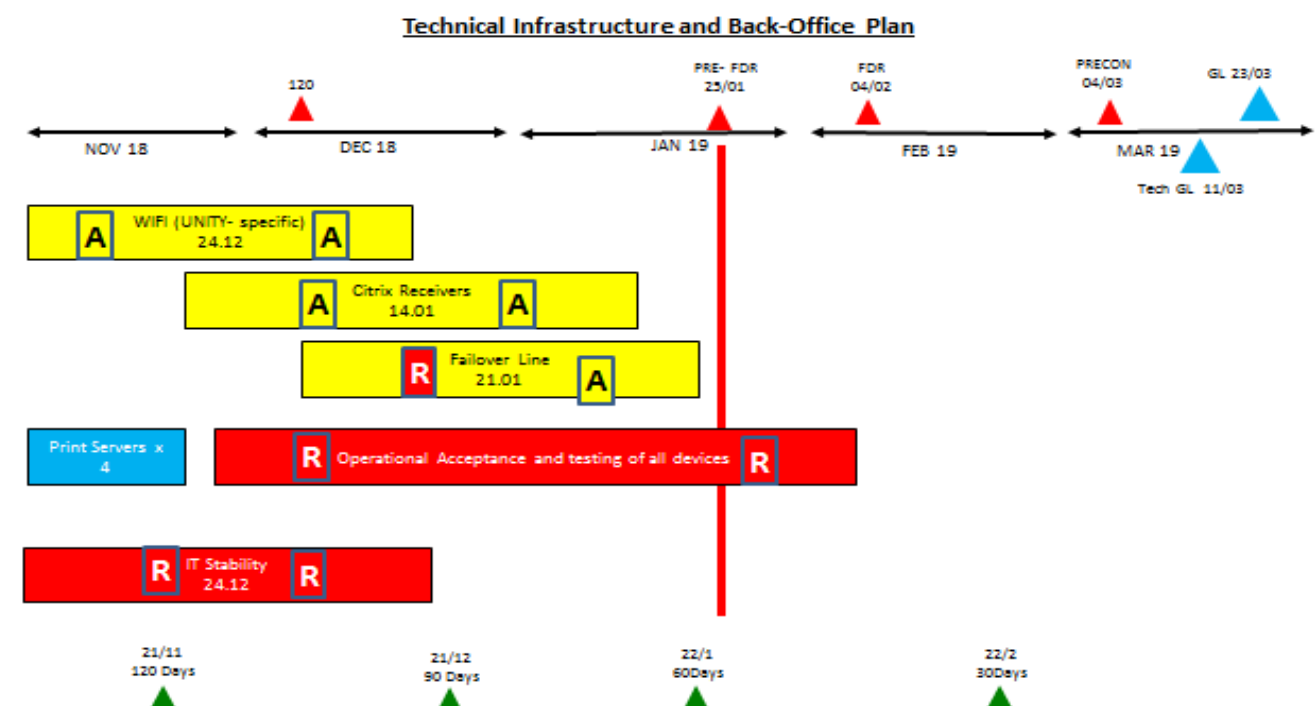 Technical Infrastructure and Back-Office Plan
120
PRE- FDR
25/01
FDR
04/02
PRECON
04/03
GL 23/03
NOV 18
DEC 18
JAN 19
FEB 19
MAR 19
Tech GL 11/03
A
WIFI (UNITY- specific)
24.12
A
A
Citrix Receivers
14.01
A
R
Failover Line
21.01
A
Print Servers x
4
R
Operational Acceptance and testing of all devices
R
R
IT Stability
24.12
R
21/11
120 Days
21/12
90 Days
22/1
60Days
22/2
30Days